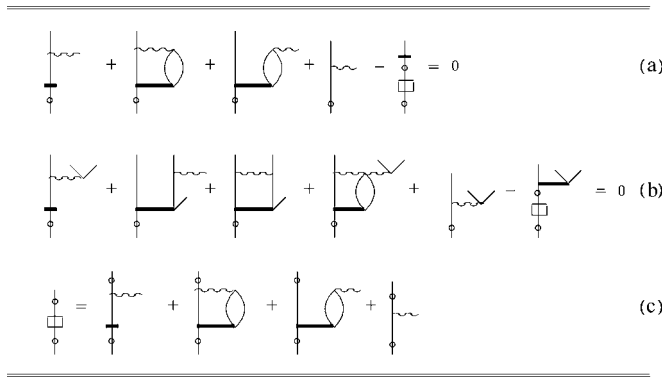 + + + − = 0 (a)
+ + + + − = 0 (b)
= + + + (c)